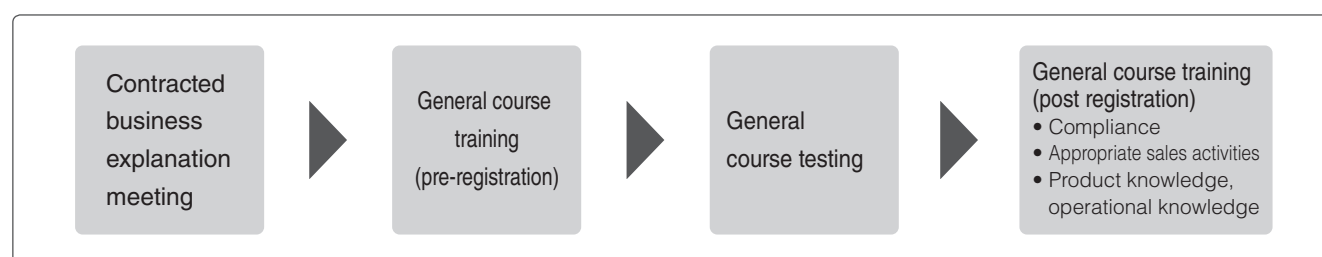 Contracted
business
explanation
meeting
General course
training
(pre-registration)
General
course testing
General course training
(post registration)
• Compliance
• Appropriate sales activities
• Product knowledge,
operational knowledge